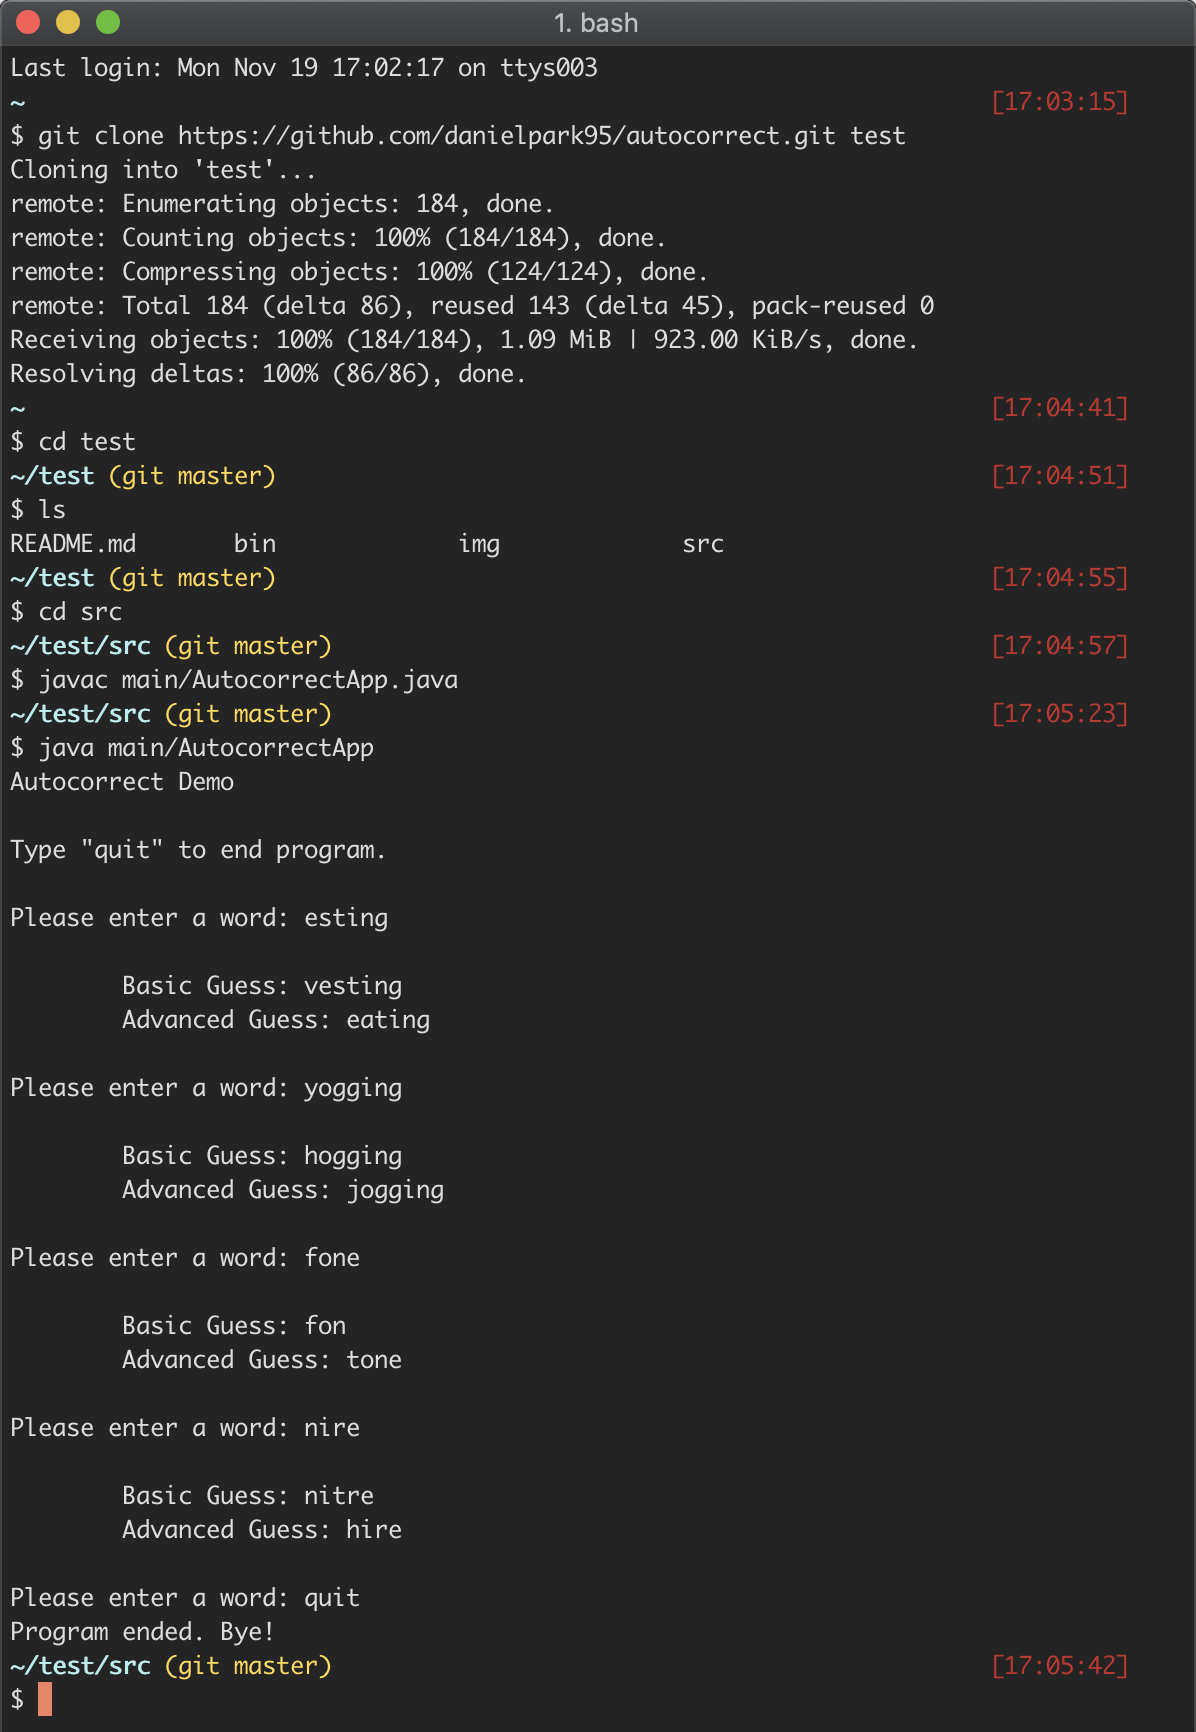 1. bash
Last login: Mon Nov 19 17:02:17 on ttys003
~ [17:03:15]
$ git clone https://github.com/danielpark95/autocorrect.git test
Cloning into 'test'...
remote: Enumerating objects: 184, done.
remote: Counting objects: 100% (184/184), done.
remote: Compressing objects: 100% (124/124), done.
remote: Total 184 (delta 86), reused 143 (delta 45), pack-reused 0
Receiving objects: 100% (184/184), 1.09 MiB | 923.00 KiB/s, done.
Resolving deltas: 100% (86/86), done.
~ [17:04:41]
$ cd test
~/test (git master) [17:04:51]
$ ls
README.md bin img src
~/test (git master) [17:04:55]
$ cd src
~/test/src (git master) [17:04:57]
$ javac main/AutocorrectApp.java
~/test/src (git master) [17:05:23]
$ java main/AutocorrectApp
Autocorrect Demo
Type "quit" to end program.
Please enter a word: esting
Basic Guess: vesting
Advanced Guess: eating
Please enter a word: yogging
Basic Guess: hogging
Advanced Guess: jogging
Please enter a word: fone
Basic Guess: fon
Advanced Guess: tone
Please enter a word: nire
Basic Guess: nitre
Advanced Guess: hire
Please enter a word: quit
Program ended. Bye!
~/test/src (git master) [17:05:42]
$